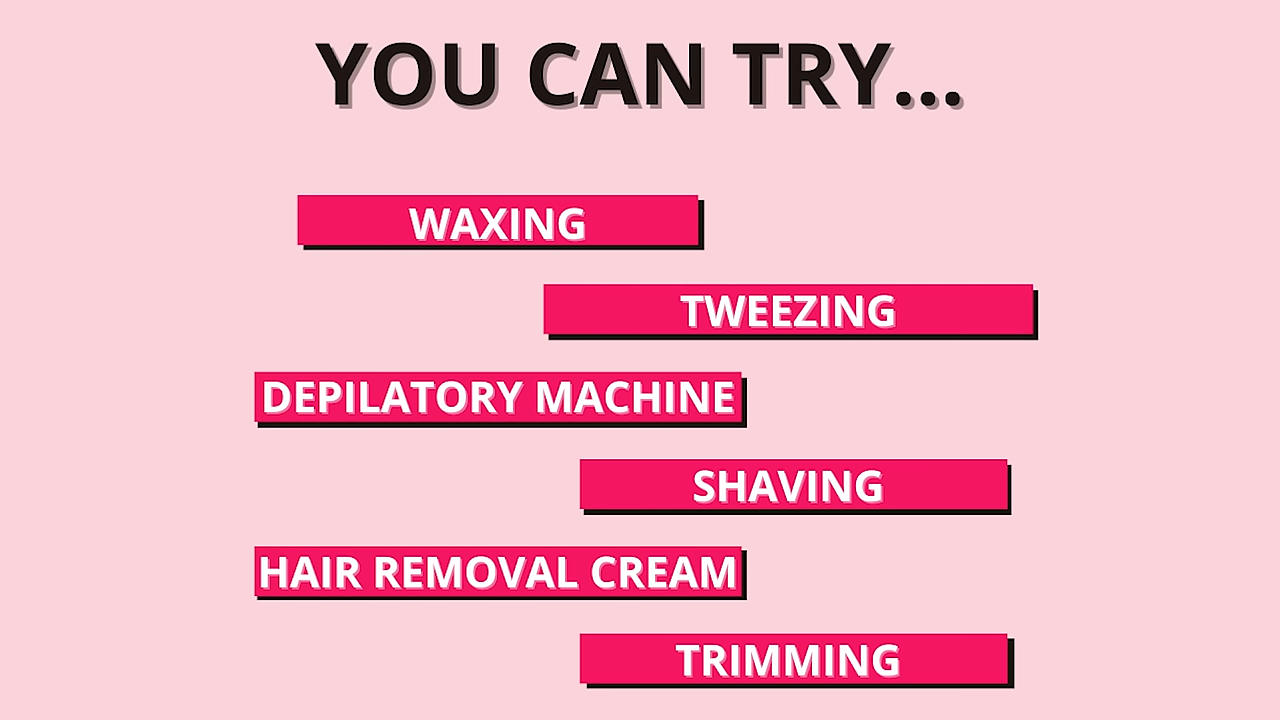 YOU CAN TRY...
WAXING
TWEEZING
DEPILATORY MACHINE
SHAVING
HAIR REMOVAL CREAM
TRIMMING